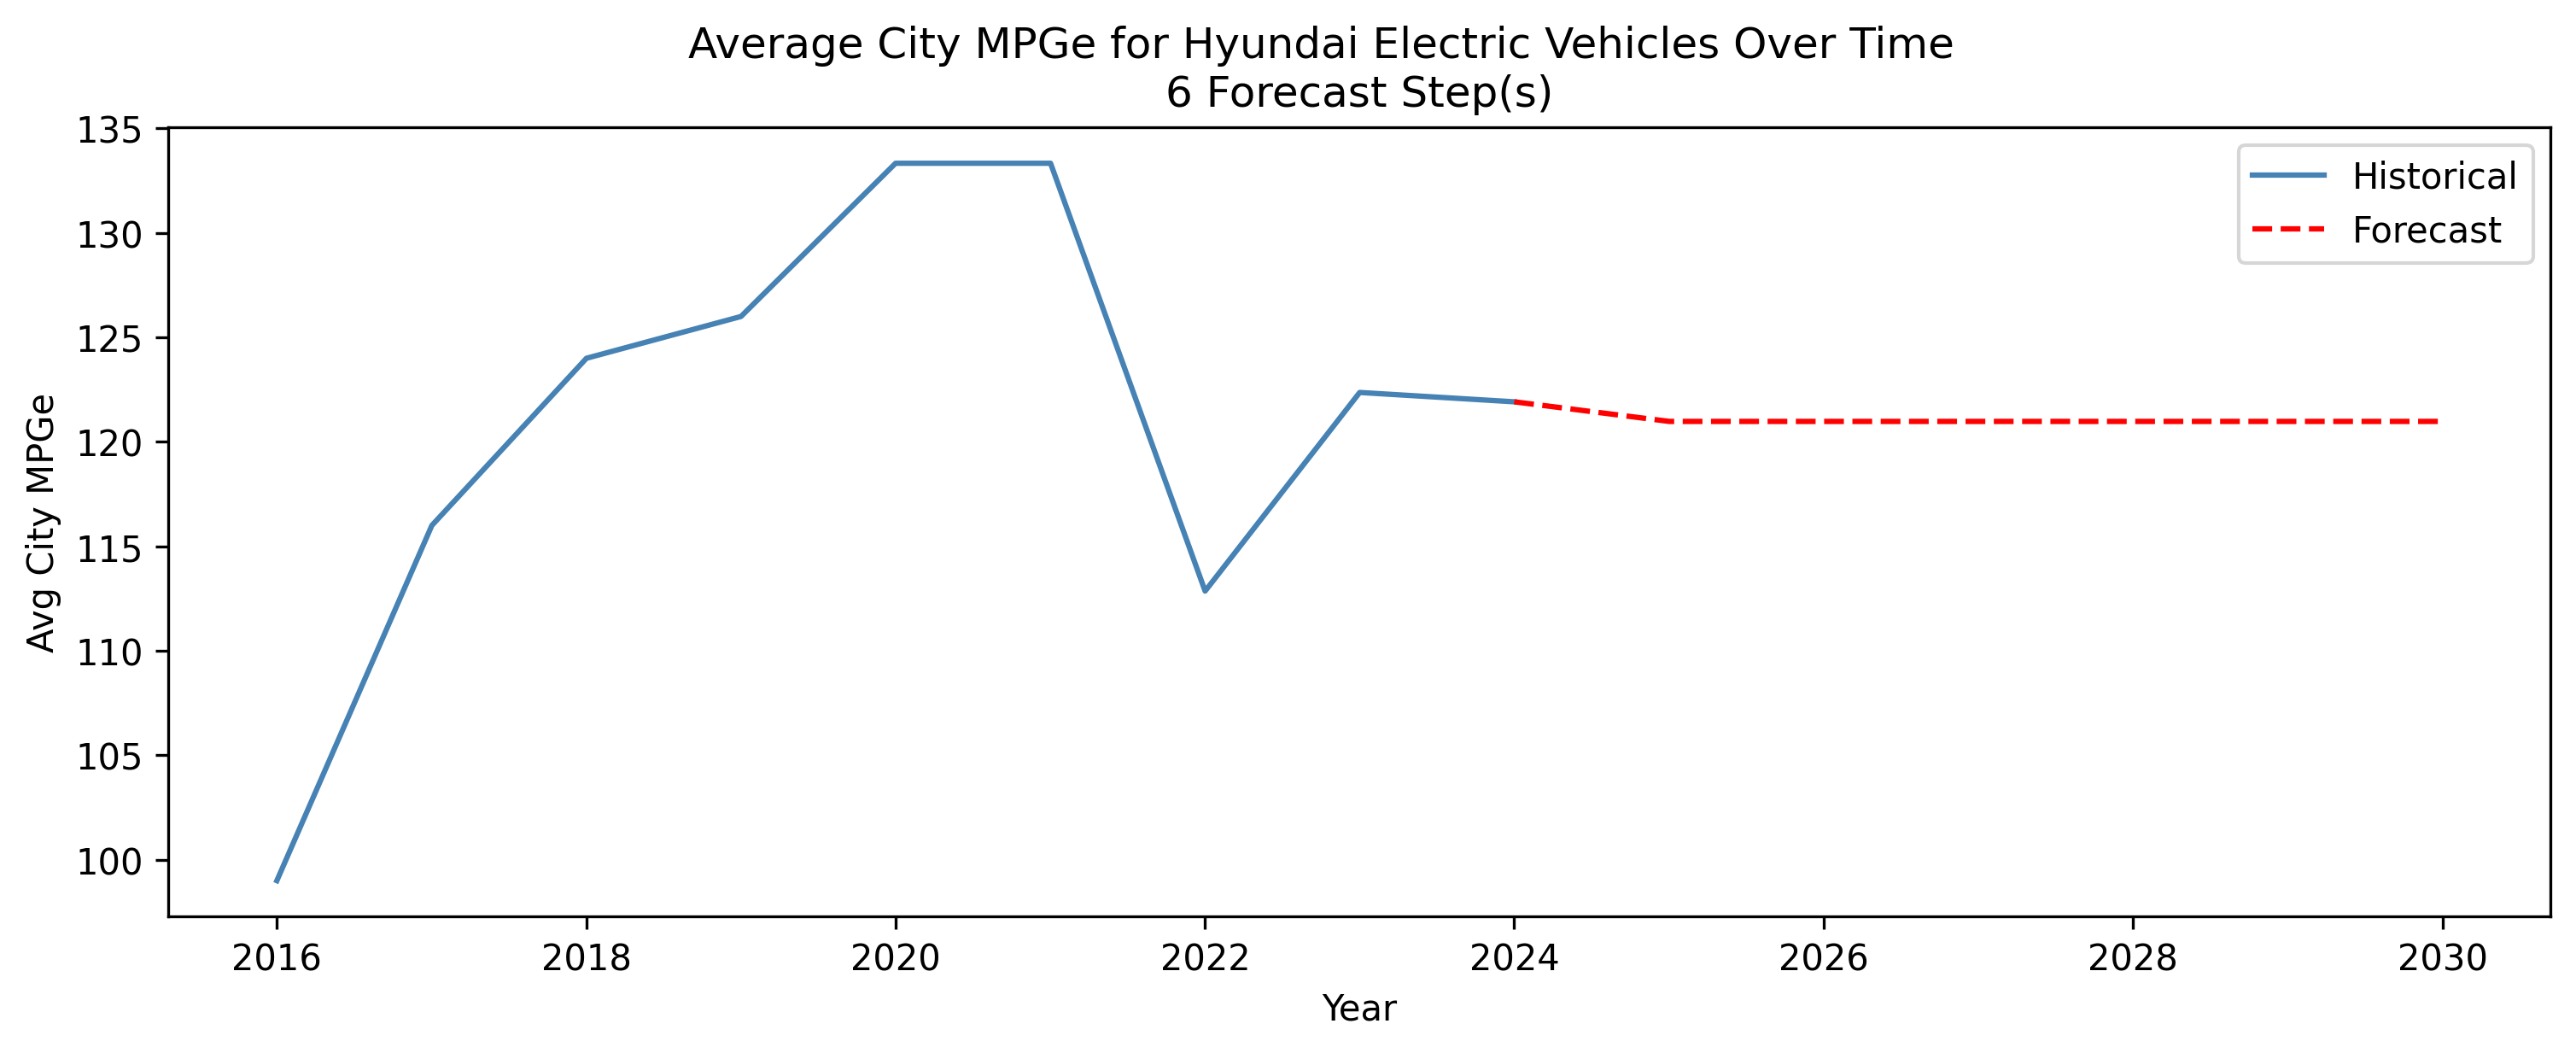 Average City MPGe for Hyundai Electric Vehicles Over Time
6 Forecast Step(s)
135
130
125
120
115
110
105
100
Avg City MPGe
Historical
Forecast
2016
2018
2020
2022
2024
2026
2028
2030
Year